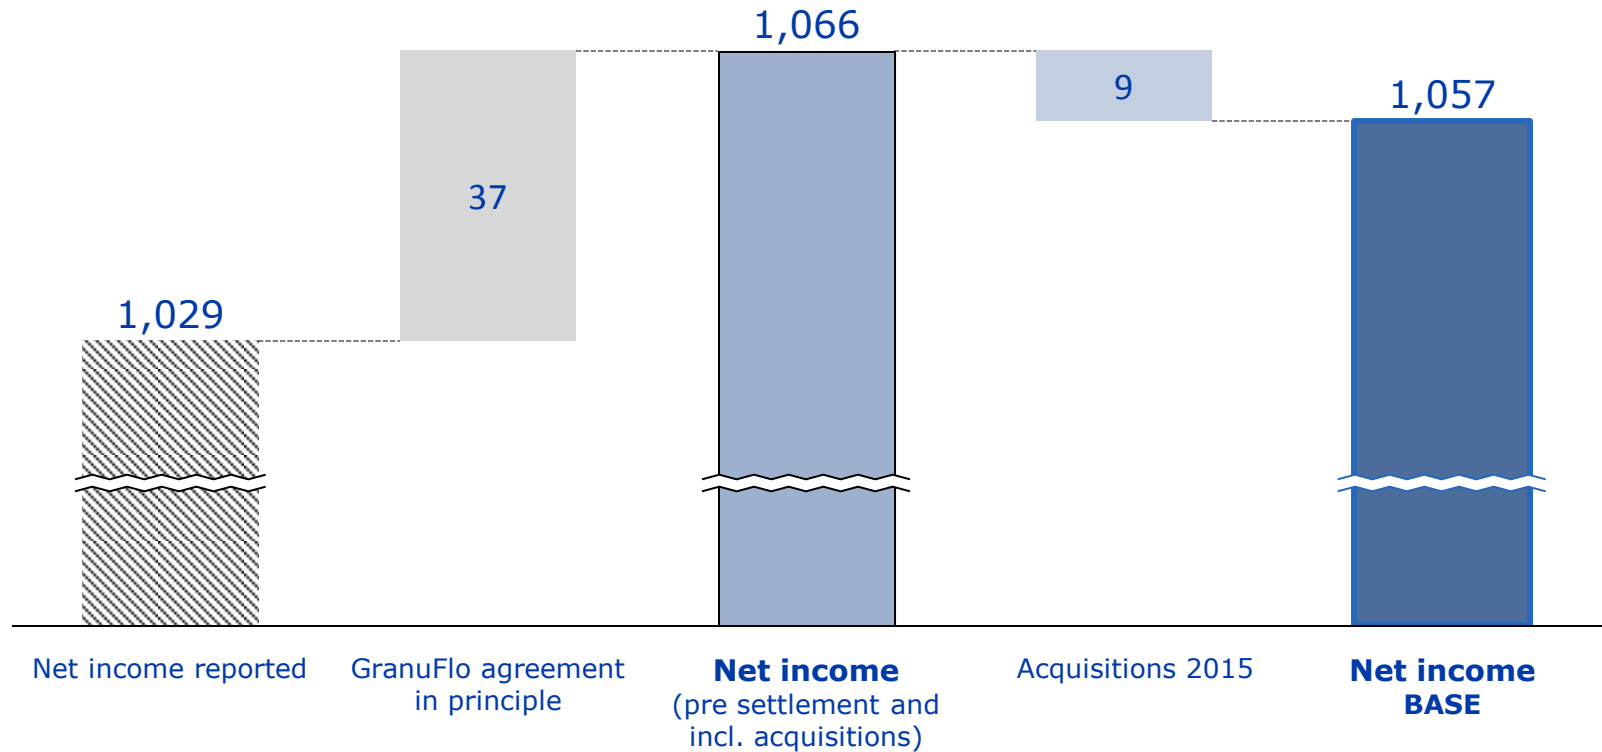 1,066
9
1,057
37
1,029
Net income reported
GranuFlo agreement
in principle
Net income
(pre settlement and
incl. acquisitions)
Acquisitions 2015
Net income
BASE